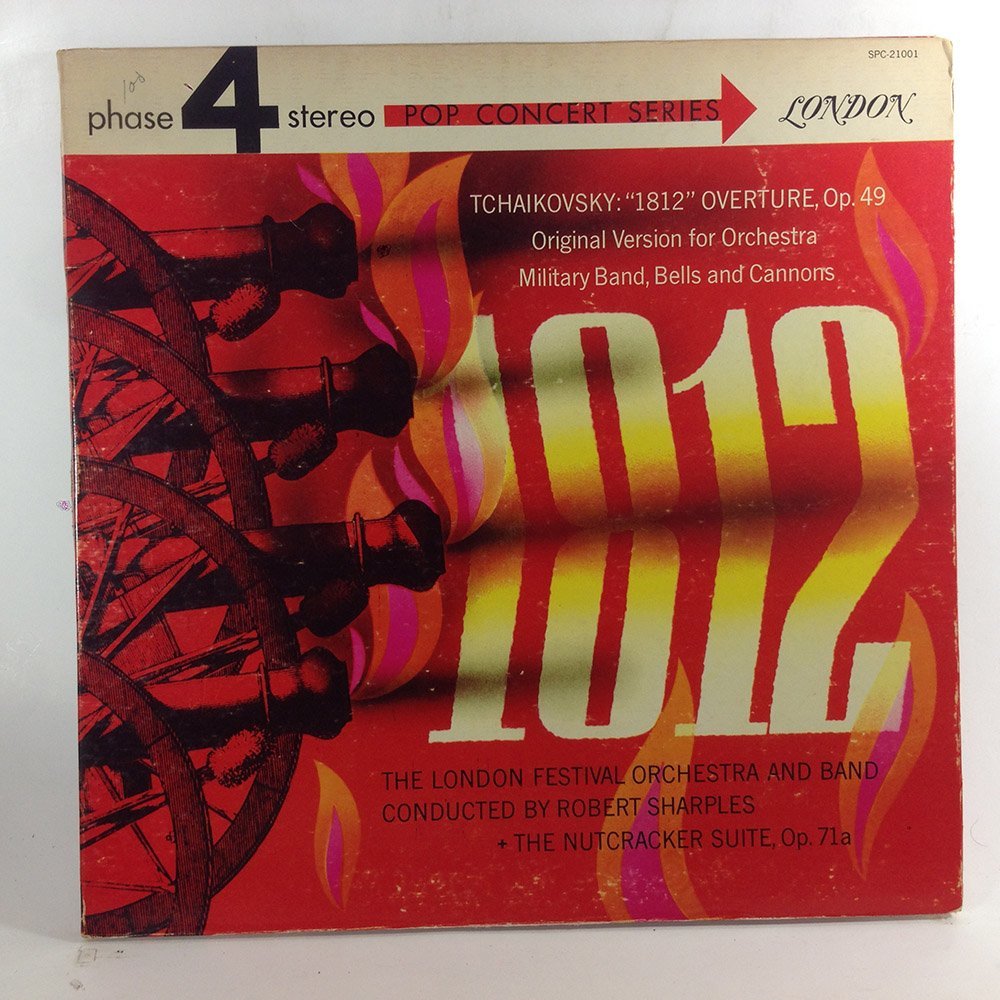 SPC-21001
100
phase 4 stereo POP CONCERT SERIES LONDON
TCHAIKOVSKY: “1812” OVERTURE, Op. 49
Original Version for Orchestra
Military Band, Bells and Cannons
1812
THE LONDON FESTIVAL ORCHESTRA AND BAND
CONDUCTED BY ROBERT SHARPLES
+ THE NUTCRACKER SUITE, Op. 71a